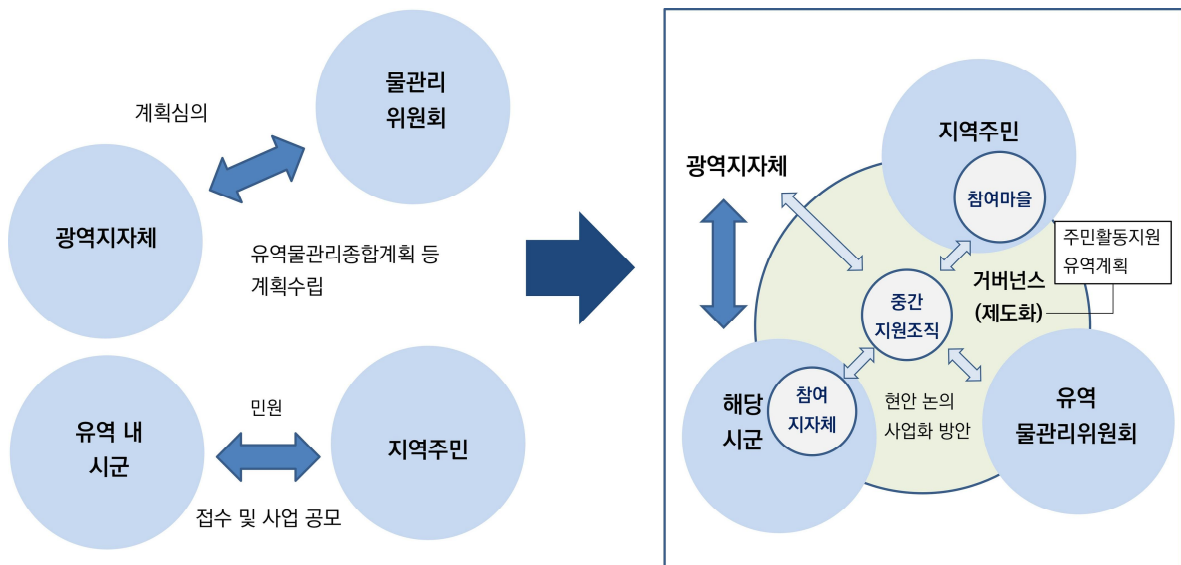 계획심의
물관리
위원회
광역지자체
유역물관리종합계획 등
계획수립
유역 내
시군
민원
접수 및 사업 공모
지역주민
지역주민
참여마을
광역지자체
주민활동지원
유역계획
거버넌스
(제도화)
중간
지원조직
해당
시군
참여
지자체
현안 논의
사업화 방안
유역
물관리위원회